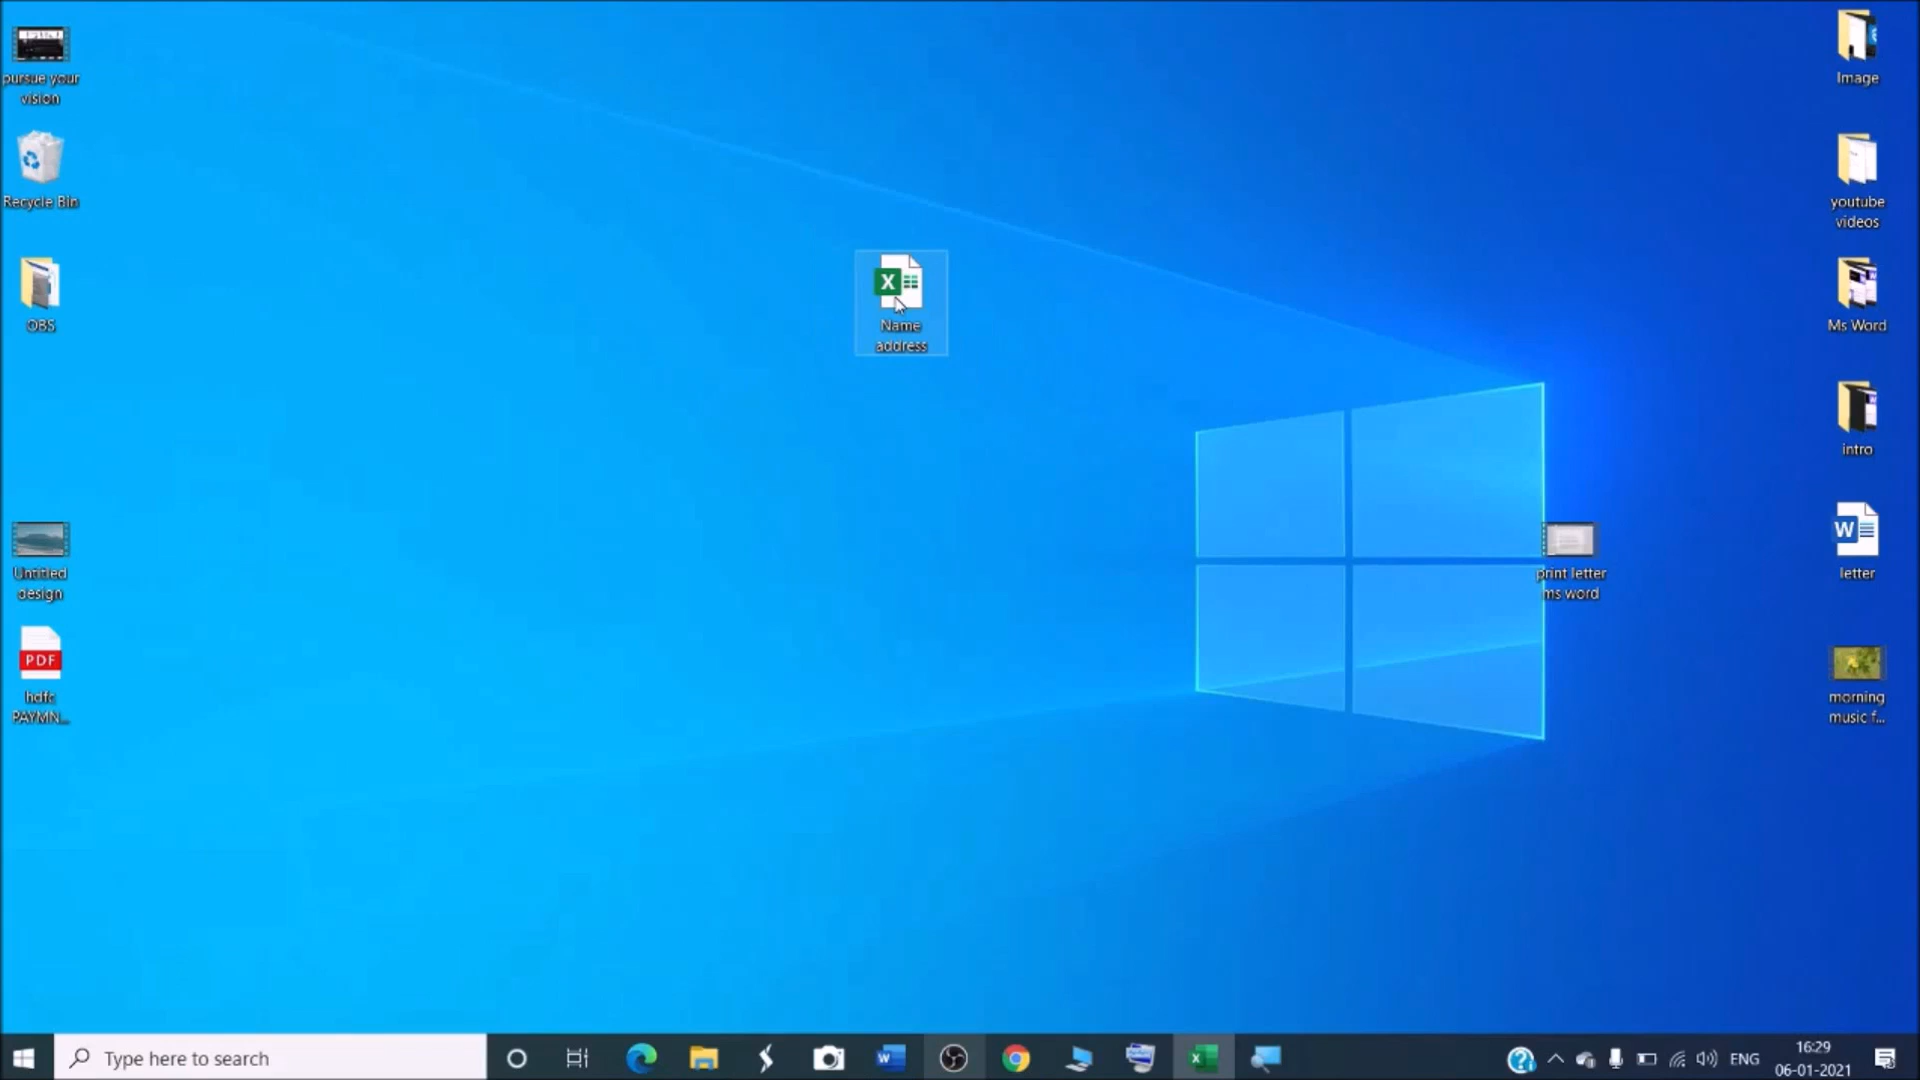 pursue your
vision
Recycle Bin
OBS
Untitled
design
PDF
hdfc
PAYMN...
X
Name
address
print letter
ms word
Image
youtube
videos
Ms Word
intro
W
letter
morning
music f...
Type here to search
W
X
ENG
16:29
06-01-2021